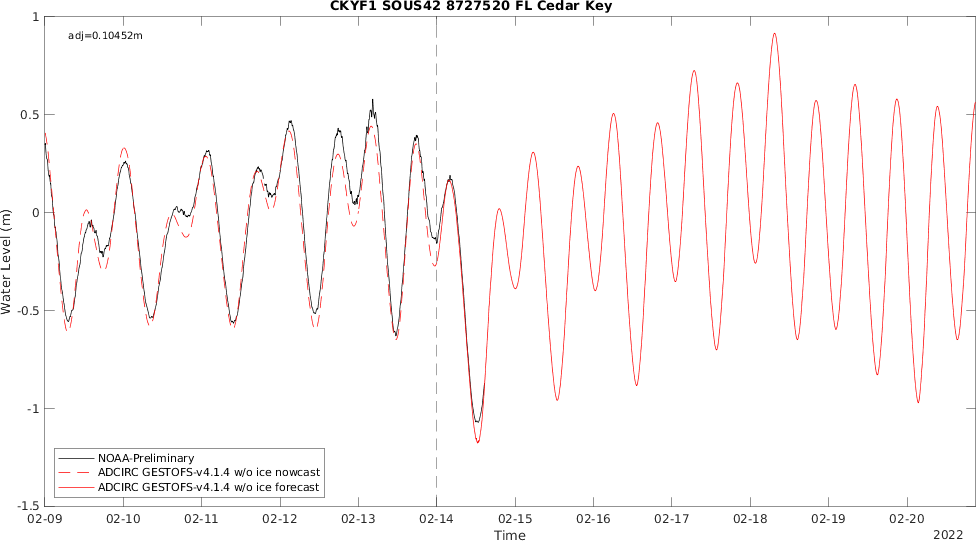 CKYF1 SOUS42 8727520 FL Cedar Key
adj=0.10452m
1
0.5
0
-0.5
-1
-1.5
Water Level (m)
NOAA-Preliminary
ADCIRC GESTOFS-v4.1.4 w/o ice nowcast
ADCIRC GESTOFS-v4.1.4 w/o ice forecast
02-09 02-10 02-11 02-12 02-13 02-14 02-15 02-16 02-17 02-18 02-19 02-20
Time
2022